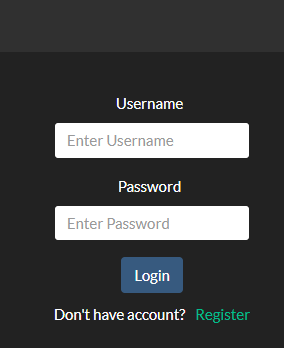 Username
Enter Username
Password
Enter Password
Login
Don't have account? Register